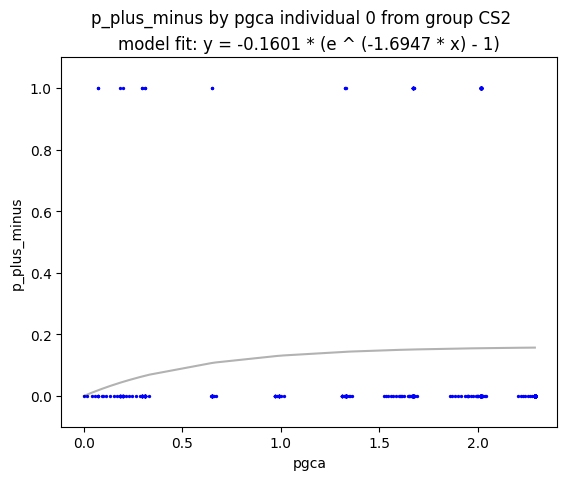 p_plus_minus by pgca individual 0 from group CS2
model fit: y = -0.1601 * (e ^ (-1.6947 * x) - 1)
1.0
0.8
0.6
0.4
0.2
0.0
p_plus_minus
0.0 0.5 1.0 1.5 2.0
pgca